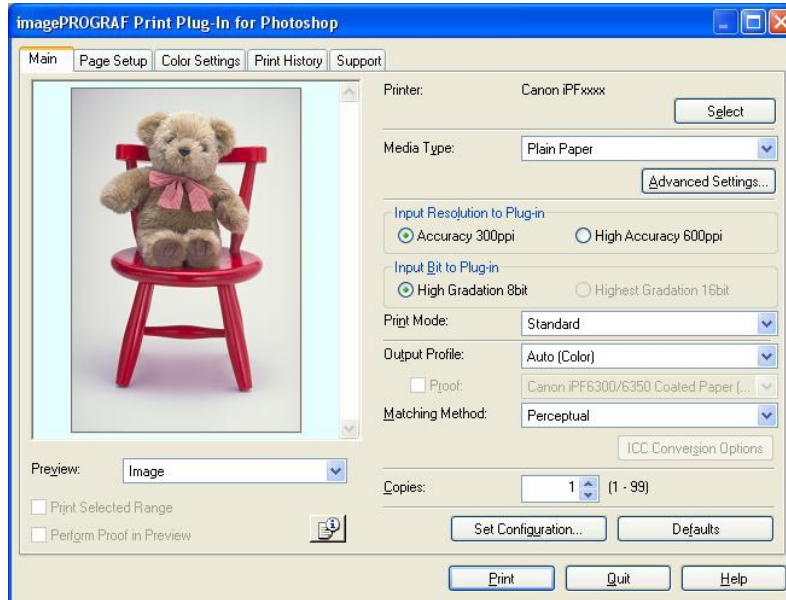 imagePROGRAF Print Plug-In for Photoshop
Main Page Setup Color Settings Print History Support
Printer: Canon iPFxxxx
Select
Media Type: Plain Paper
Advanced Settings...
Input Resolution to Plug-in
Accuracy 300ppi High Accuracy 600ppi
Input Bit to Plug-in
High Gradation 8bit Highest Gradation 16bit
Print Mode: Standard
Output Profile: Auto (Color)
Proof: Canon iPF6300/6350 Coated Paper (...
Matching Method: Perceptual
ICC Conversion Options
Preview: Image
Copies: 1 (1 - 99)
Print Selected Range
Perform Proof in Preview
Set Configuration... Defaults
Print Quit Help